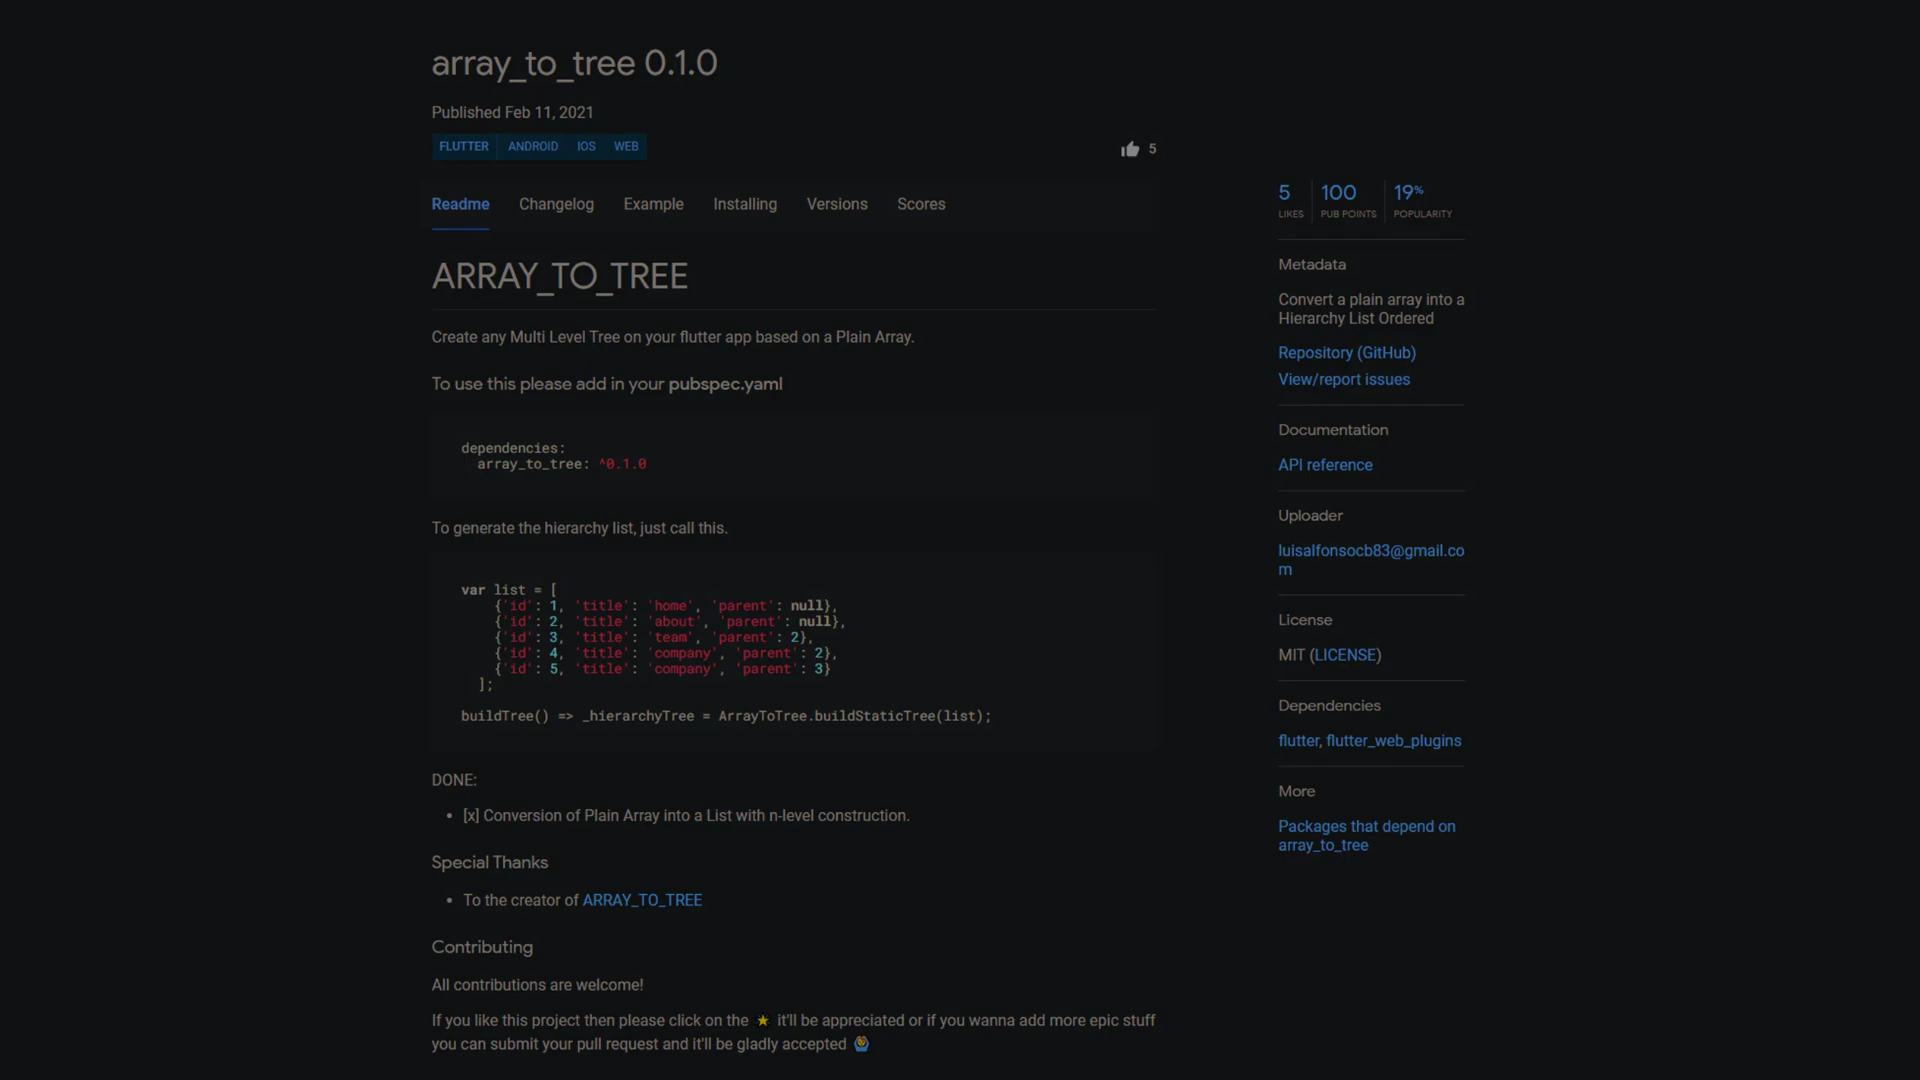 array_to_tree 0.1.0
Published Feb 11, 2021
FLUTTER ANDROID IOS WEB
5
Readme Changelog Example Installing Versions Scores
ARRAY_TO_TREE
Create any Multi Level Tree on your flutter app based on a Plain Array.
To use this please add in your pubspec.yaml
dependencies:
array_to_tree: ^0.1.0
To generate the hierarchy list, just call this.
var list = [
{'id': 1, 'title': 'home', 'parent': null},
{'id': 2, 'title': 'about', 'parent': null},
{'id': 3, 'title': 'team', 'parent': 2},
{'id': 4, 'title': 'company', 'parent': 2},
{'id': 5, 'title': 'company', 'parent': 3}
];
buildTree() => _hierarchyTree = ArrayToTree.buildStaticTree(list);
DONE:
• [x] Conversion of Plain Array into a List with n-level construction.
Special Thanks
• To the creator of ARRAY_TO_TREE
Contributing
All contributions are welcome!
If you like this project then please click on the ⭐ it'll be appreciated or if you wanna add more epic stuff
you can submit your pull request and it'll be gladly accepted
5 100 19%
LIKES PUB POINTS POPULARITY
Metadata
Convert a plain array into a
Hierarchy List Ordered
Repository (GitHub)
View/report issues
Documentation
API reference
Uploader
luisalfonsocb83@gmail.co
m
License
MIT (LICENSE)
Dependencies
flutter, flutter_web_plugins
More
Packages that depend on
array_to_tree